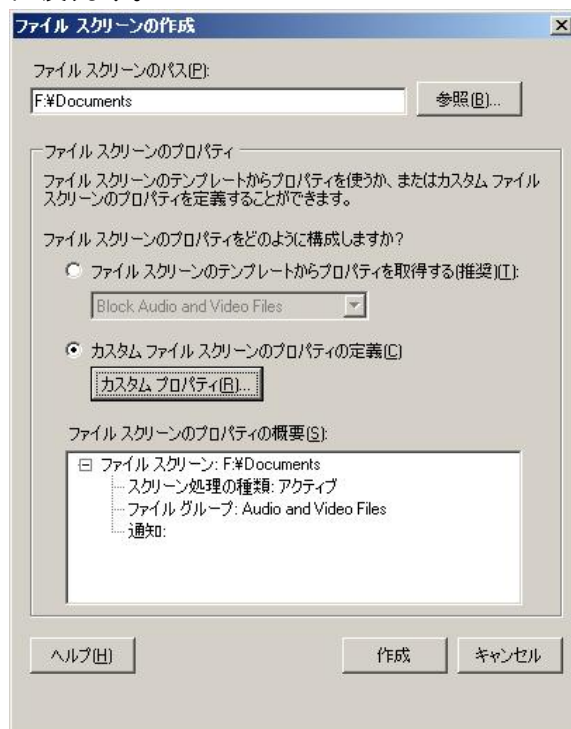 ファイル スクリーンの作成
ファイル スクリーンのパス(P):
F:¥Documents
参照(B)...
ファイル スクリーンのプロパティ
ファイル スクリーンのテンプレートからプロパティを使うか、またはカスタム ファイル
スクリーンのプロパティを定義することができます。
ファイル スクリーンのプロパティをどのように構成しますか?
ファイル スクリーンのテンプレートからプロパティを取得する(推奨)(T):
Block Audio and Video Files
カスタム ファイル スクリーンのプロパティの定義(C)
カスタム プロパティ(R)...
ファイル スクリーンのプロパティの概要(S):
ファイル スクリーン: F:¥Documents
スクリーン処理の種類: アクティブ
ファイル グループ: Audio and Video Files
通知:
ヘルプ(H)
作成
キャンセル